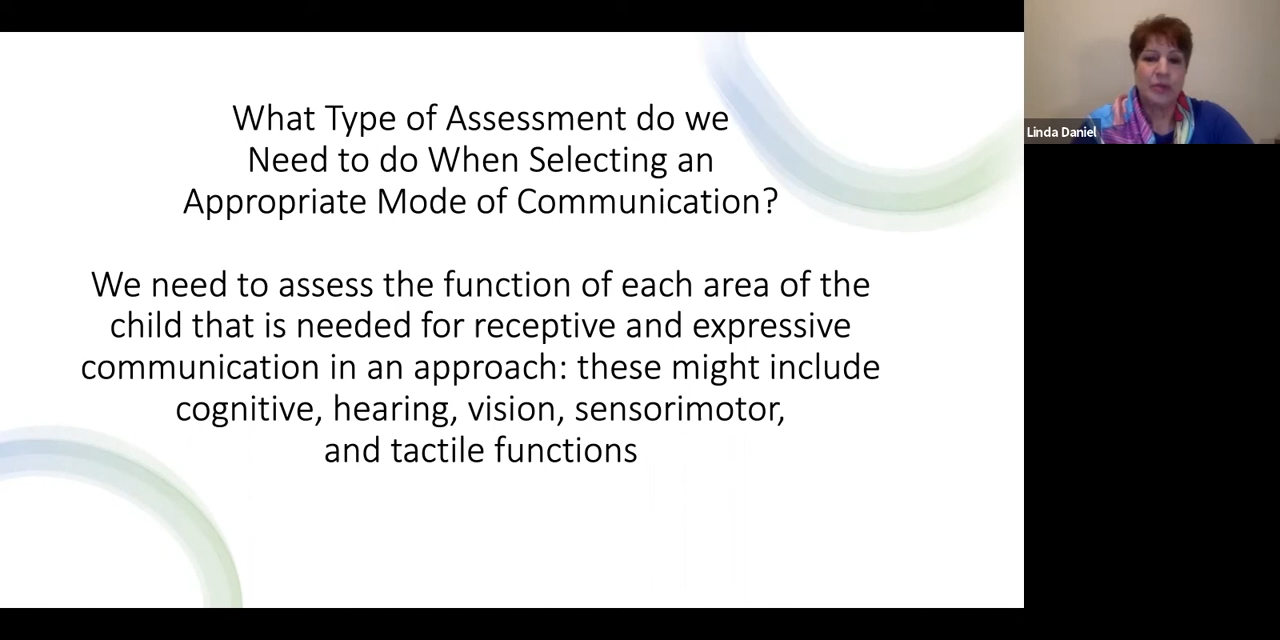 What Type of Assessment do we
Need to do When Selecting an
Appropriate Mode of Communication?
We need to assess the function of each area of the
child that is needed for receptive and expressive
communication in an approach: these might include
cognitive, hearing, vision, sensorimotor,
and tactile functions
Linda Daniel